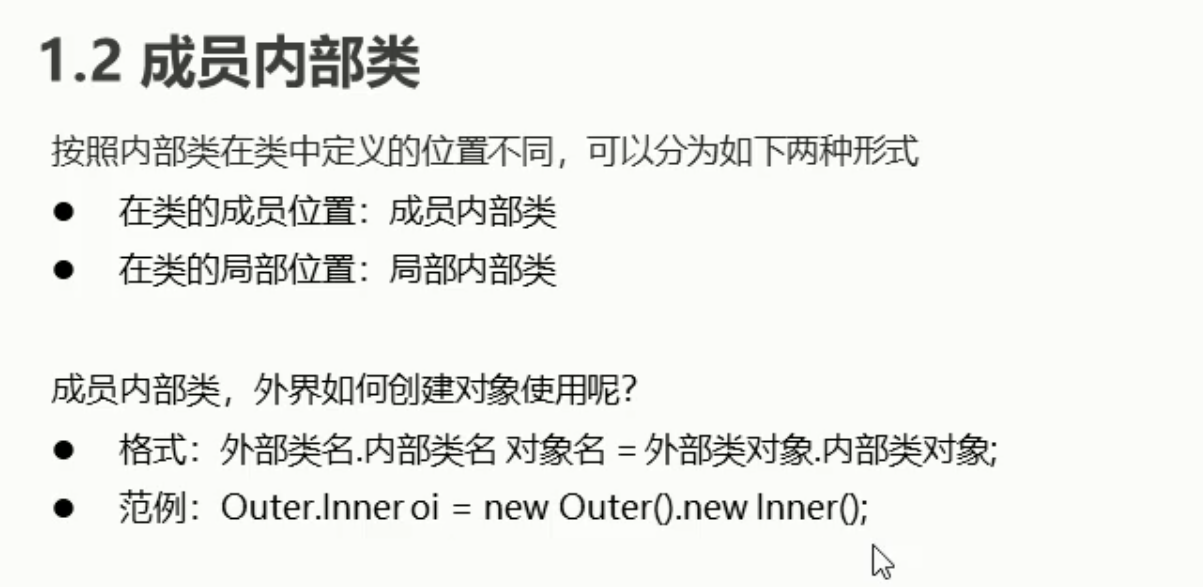 1.2 成员内部类
按照内部类在类中定义的位置不同，可以分为如下两种形式
● 在类的成员位置：成员内部类
● 在类的局部位置：局部内部类
成员内部类，外界如何创建对象使用呢？
● 格式：外部类名.内部类名 对象名 = 外部类对象.内部类对象;
● 范例：Outer.Inner oi = new Outer().new Inner();